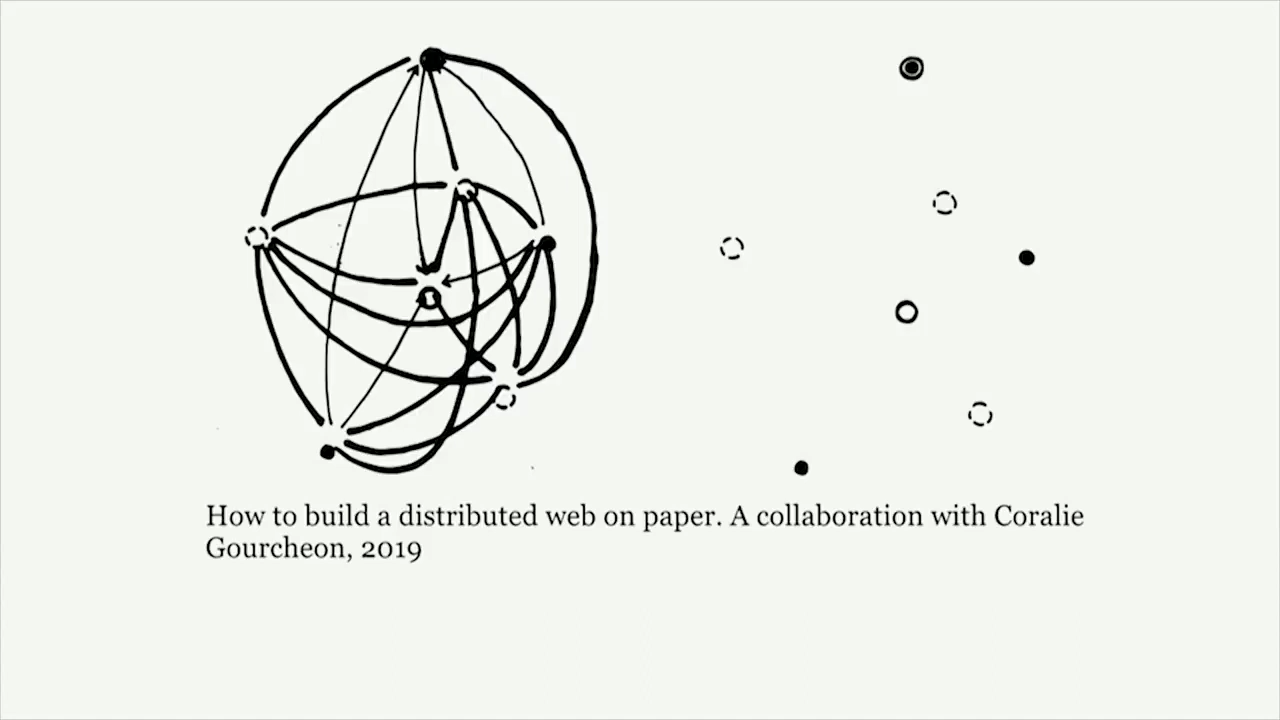 How to build a distributed web on paper. A collaboration with Coralie
Gourcheon, 2019